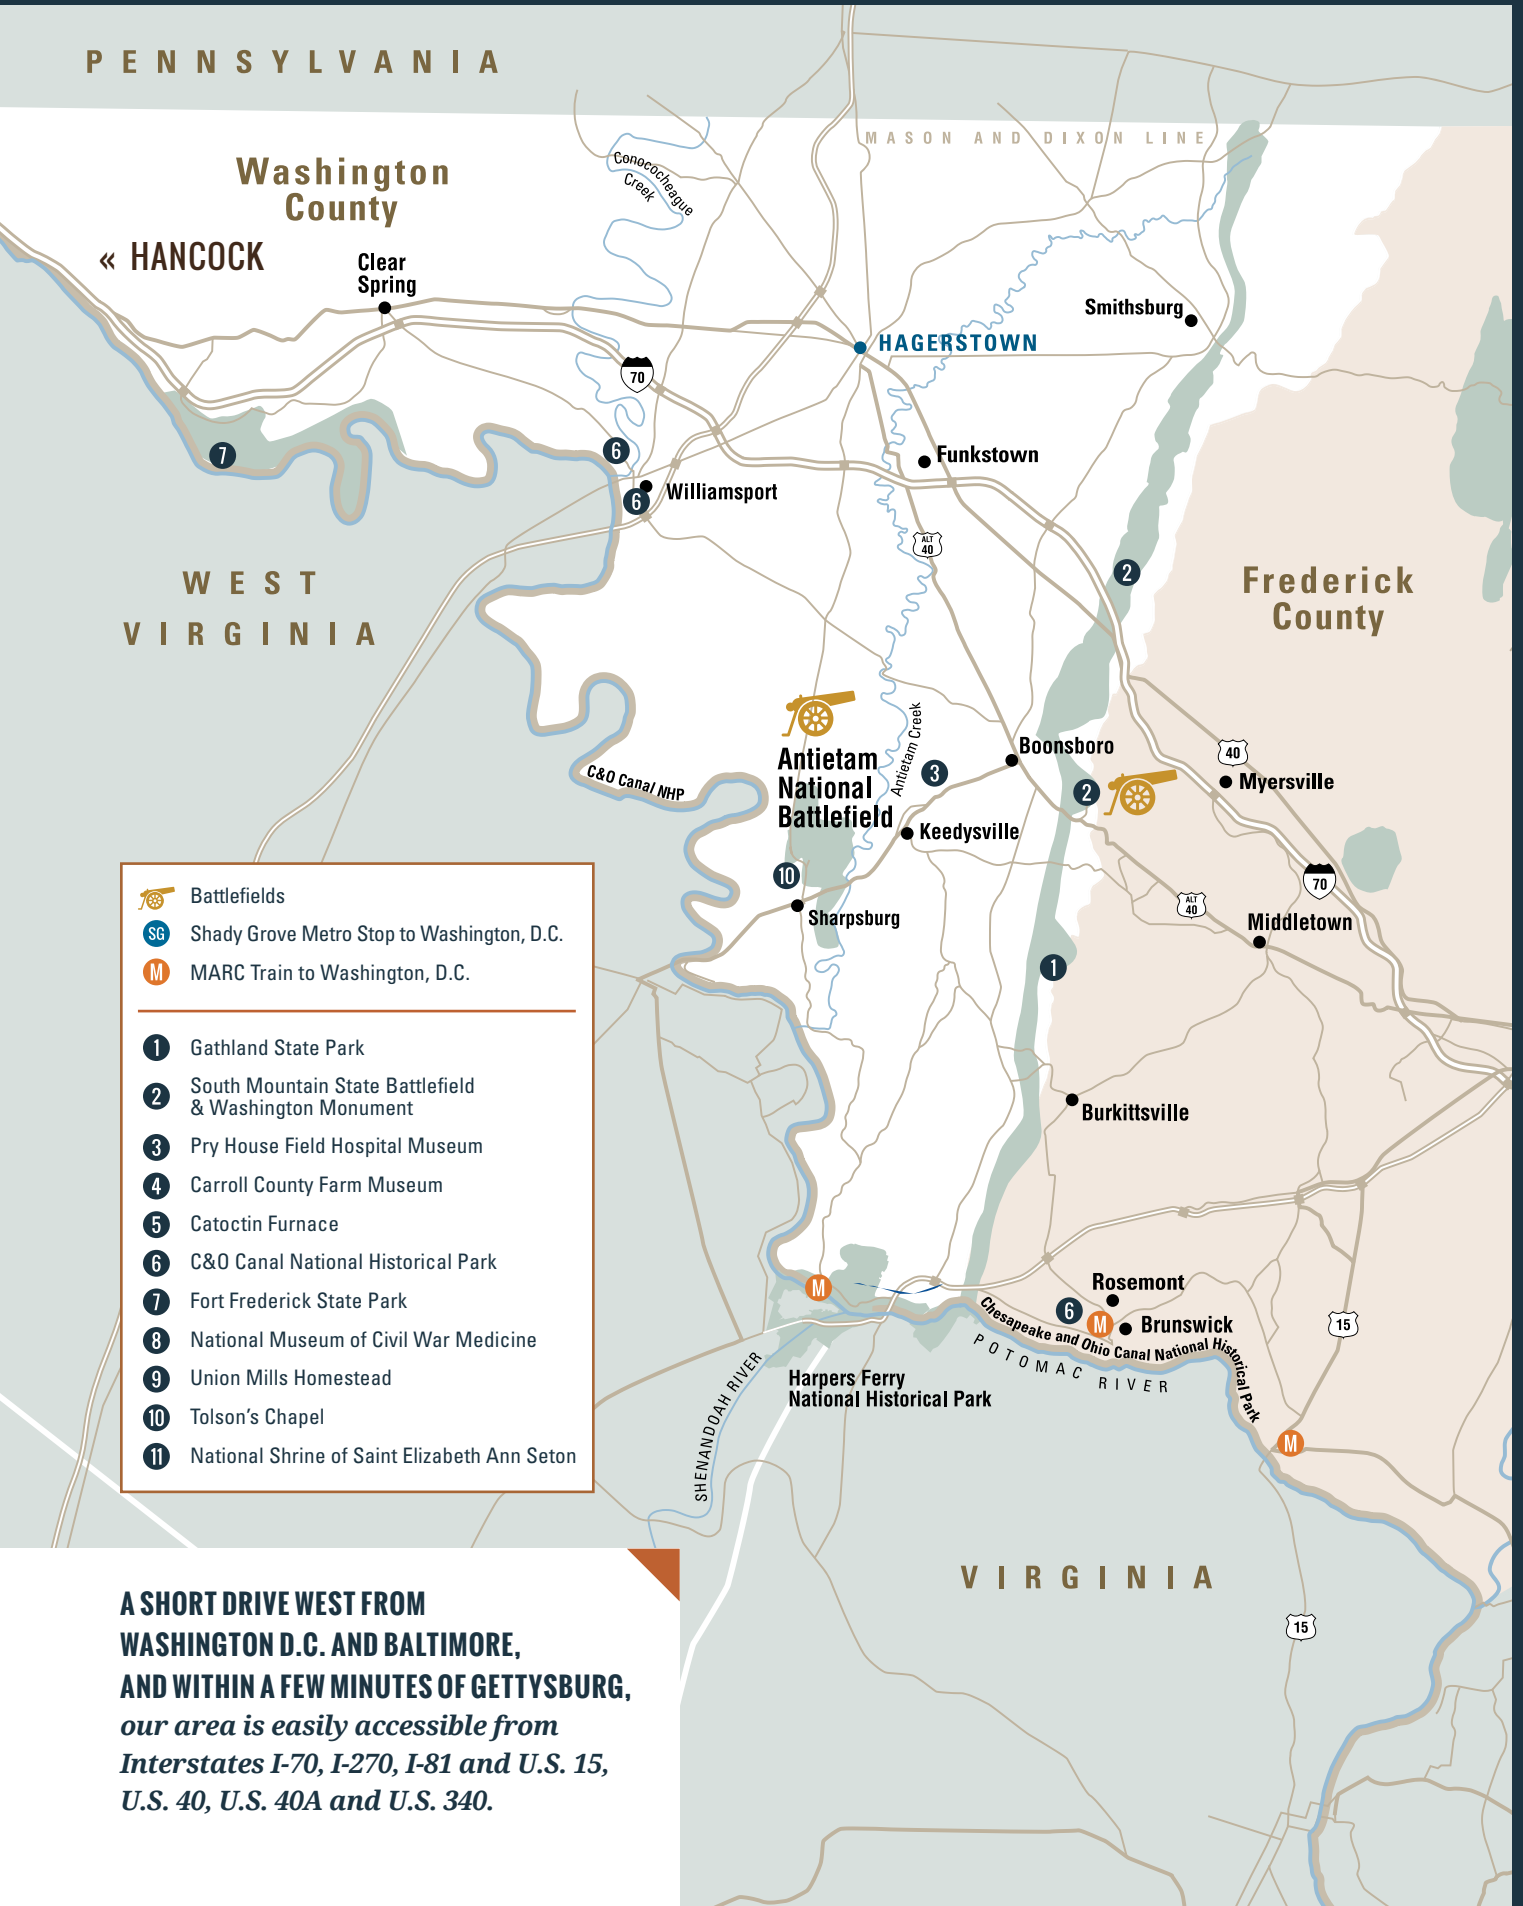 PENNSYLVANIA
MASON AND DIXON LINE
Washington
County
Conococheague
Creek
« HANCOCK
Clear
Spring
Smithsburg
HAGERSTOWN
70
7
6
Funkstown
6
Williamsport
ALT
40
WEST
VIRGINIA
2
Frederick
County
Antietam Creek
Boonsboro
40
Antietam
National
Battlefield
3
2
Myersville
C&O Canal NHP
Keedysville
10
70
ALT
40
Sharpsburg
Middletown
1
Burkittsville
Battlefields
SG Shady Grove Metro Stop to Washington, D.C.
M MARC Train to Washington, D.C.
1 Gathland State Park
2 South Mountain State Battlefield
& Washington Monument
3 Pry House Field Hospital Museum
4 Carroll County Farm Museum
5 Catoctin Furnace
6 C&O Canal National Historical Park
7 Fort Frederick State Park
8 National Museum of Civil War Medicine
9 Union Mills Homestead
10 Tolson's Chapel
11 National Shrine of Saint Elizabeth Ann Seton
M
Rosemont
6
M
Brunswick
15
Chesapeake and Ohio Canal National Historical Park
POTOMAC RIVER
SHENANDOAH RIVER
Harpers Ferry
National Historical Park
M
VIRGINIA
15
A SHORT DRIVE WEST FROM
WASHINGTON D.C. AND BALTIMORE,
AND WITHIN A FEW MINUTES OF GETTYSBURG,
our area is easily accessible from
Interstates I-70, I-270, I-81 and U.S. 15,
U.S. 40, U.S. 40A and U.S. 340.